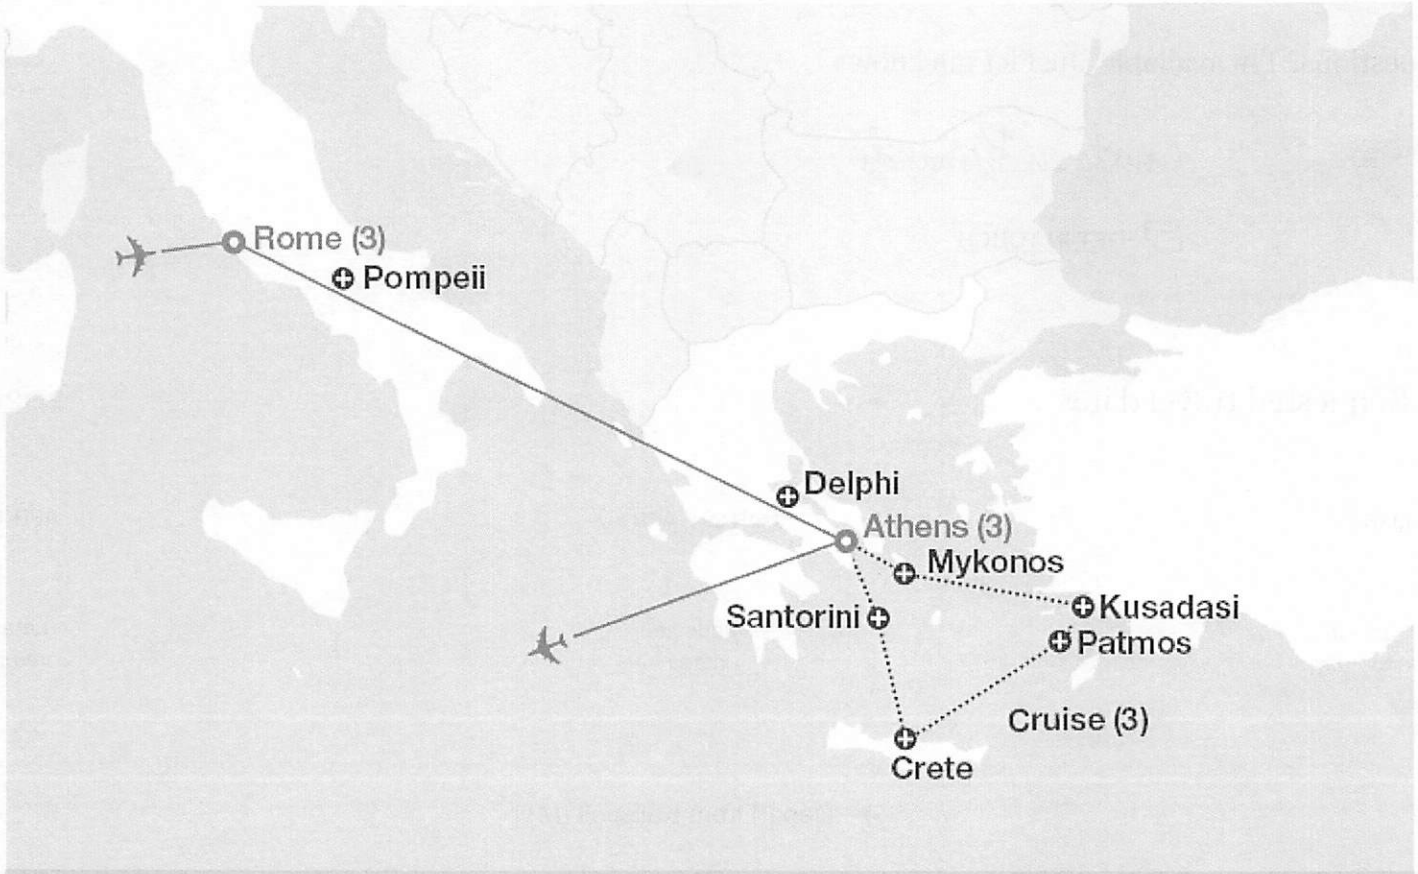 Rome (3)
Pompeii
Delphi
Athens (3)
Mykonos
Santorini
Kusadasi
Patmos
Cruise (3)
Crete